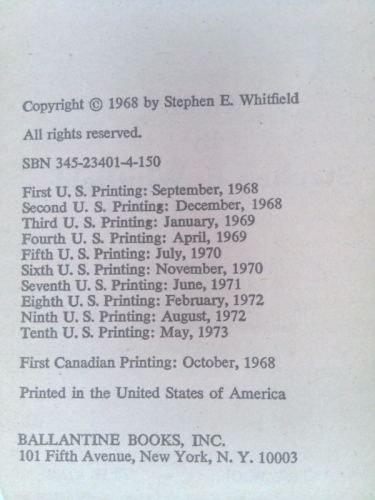 Copyright © 1968 by Stephen E. Whitfield
All rights reserved.
SBN 345-23401-4-150
First U. S. Printing: September, 1968
Second U. S. Printing: December, 1968
Third U. S. Printing: January, 1969
Fourth U. S. Printing: April, 1969
Fifth U. S. Printing: July, 1970
Sixth U. S. Printing: November, 1970
Seventh U. S. Printing: June, 1971
Eighth U. S. Printing: February, 1972
Ninth U. S. Printing: August, 1972
Tenth U. S. Printing: May, 1973
First Canadian Printing: October, 1968
Printed in the United States of America
BALLANTINE BOOKS, INC.
101 Fifth Avenue, New York, N. Y. 10003